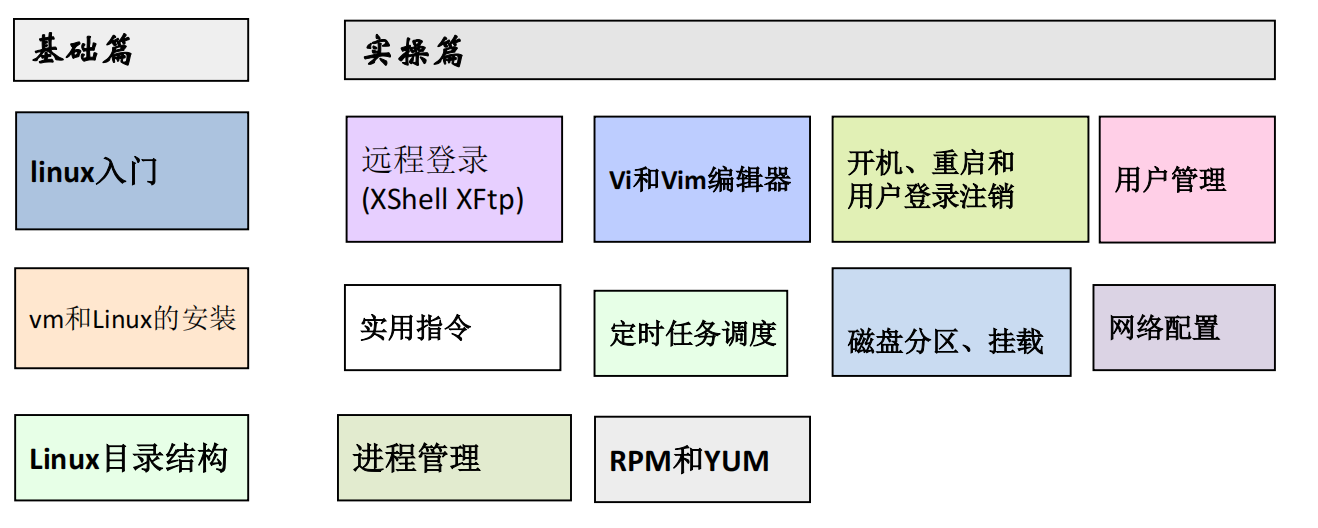 基础篇
实操篇
linux入门
远程登录
(XShell XFtp)
Vi和Vim编辑器
开机、重启和
用户登录注销
用户管理
vm和Linux的安装
实用指令
定时任务调度
磁盘分区、挂载
网络配置
Linux目录结构
进程管理
RPM和YUM